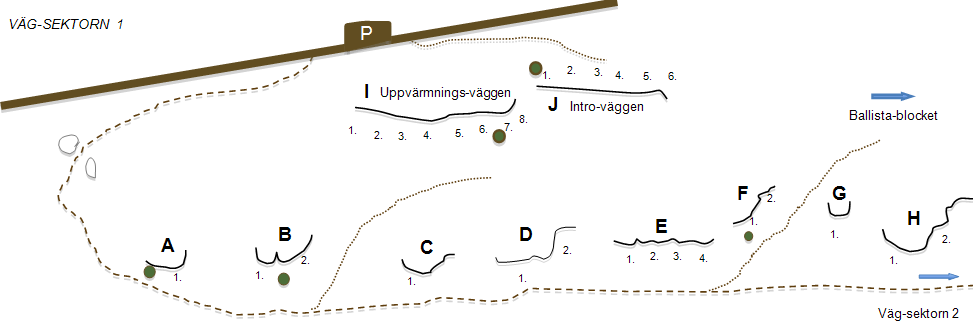 VÄG-SEKTORN 1
P
I Uppvärmnings-väggen
1. 2. 3. 4. 5. 6. 7. 8.
1. 2. 3. 4. 5. 6.
J Intro-väggen
Ballista-blocket
A
1.
B
1. 2.
C
1.
D
1. 2.
E
1. 2. 3. 4.
F
1. 2.
G
1.
H
1. 2.
Väg-sektorn 2